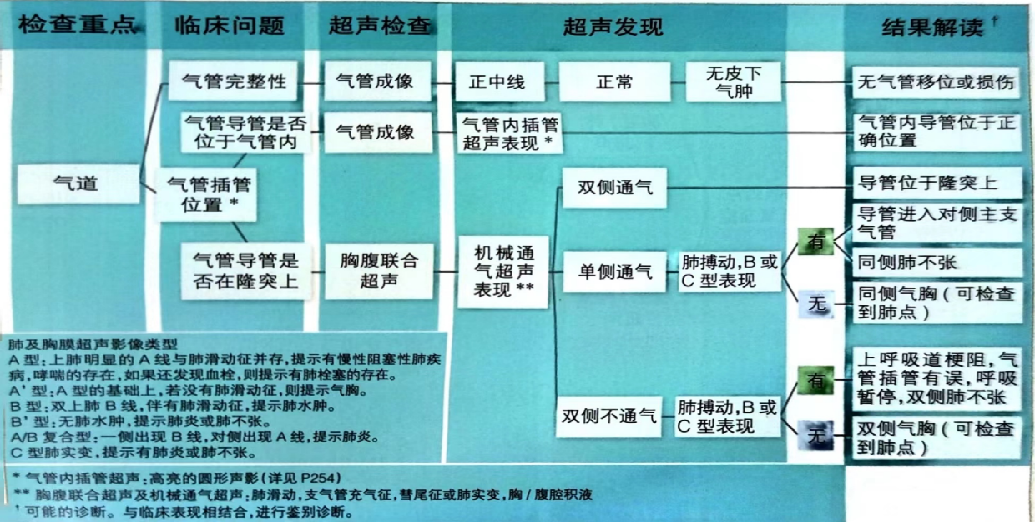 检查重点 临床问题 超声检查 超声发现 结果解读†
气管完整性 气管成像 正中线 正常 无皮下
气肿 无气管移位或损伤
气管导管是否
位于气管内 气管成像 气管内插管
超声表现* 气管内导管位于正
确位置
气道
气管插管
位置*
双侧通气 导管位于隆突上
气管导管是
否在隆突上 胸腹联合
超声 机械通
气超声
表现**
单侧通气 肺搏动,B或
C型表现
有 导管进入对侧主支
气管
同侧肺不张
无 同侧气胸(可检查
到肺点)
双侧不通气 肺搏动,B或
C型表现
有 上呼吸道梗阻,气
管插管有误,呼吸
暂停,双侧肺不张
无 双侧气胸(可检查
到肺点)
肺及胸膜超声影像类型
A型:上肺明显的A线与肺滑动征并存,提示有慢性阻塞性肺疾
病,哮喘的存在,如果还发现血栓,则提示有肺栓塞的存在。
A'型:A型的基础上,若没有肺滑动征,则提示气胸。
B型:双上肺B线,伴有肺滑动征,提示肺水肿。
B'型:无肺水肿,提示肺炎或肺不张。
A/B复合型:一侧出现B线,对侧出现A线,提示肺炎。
C型肺实变,提示有肺炎或肺不张。
* 气管内插管超声:高亮的圆形声影(详见P254)
** 胸腹联合超声及机械通气超声:肺滑动,支气管充气征,彗尾征或肺实变,胸/腹腔积液
† 可能的诊断。与临床表现相结合,进行鉴别诊断。